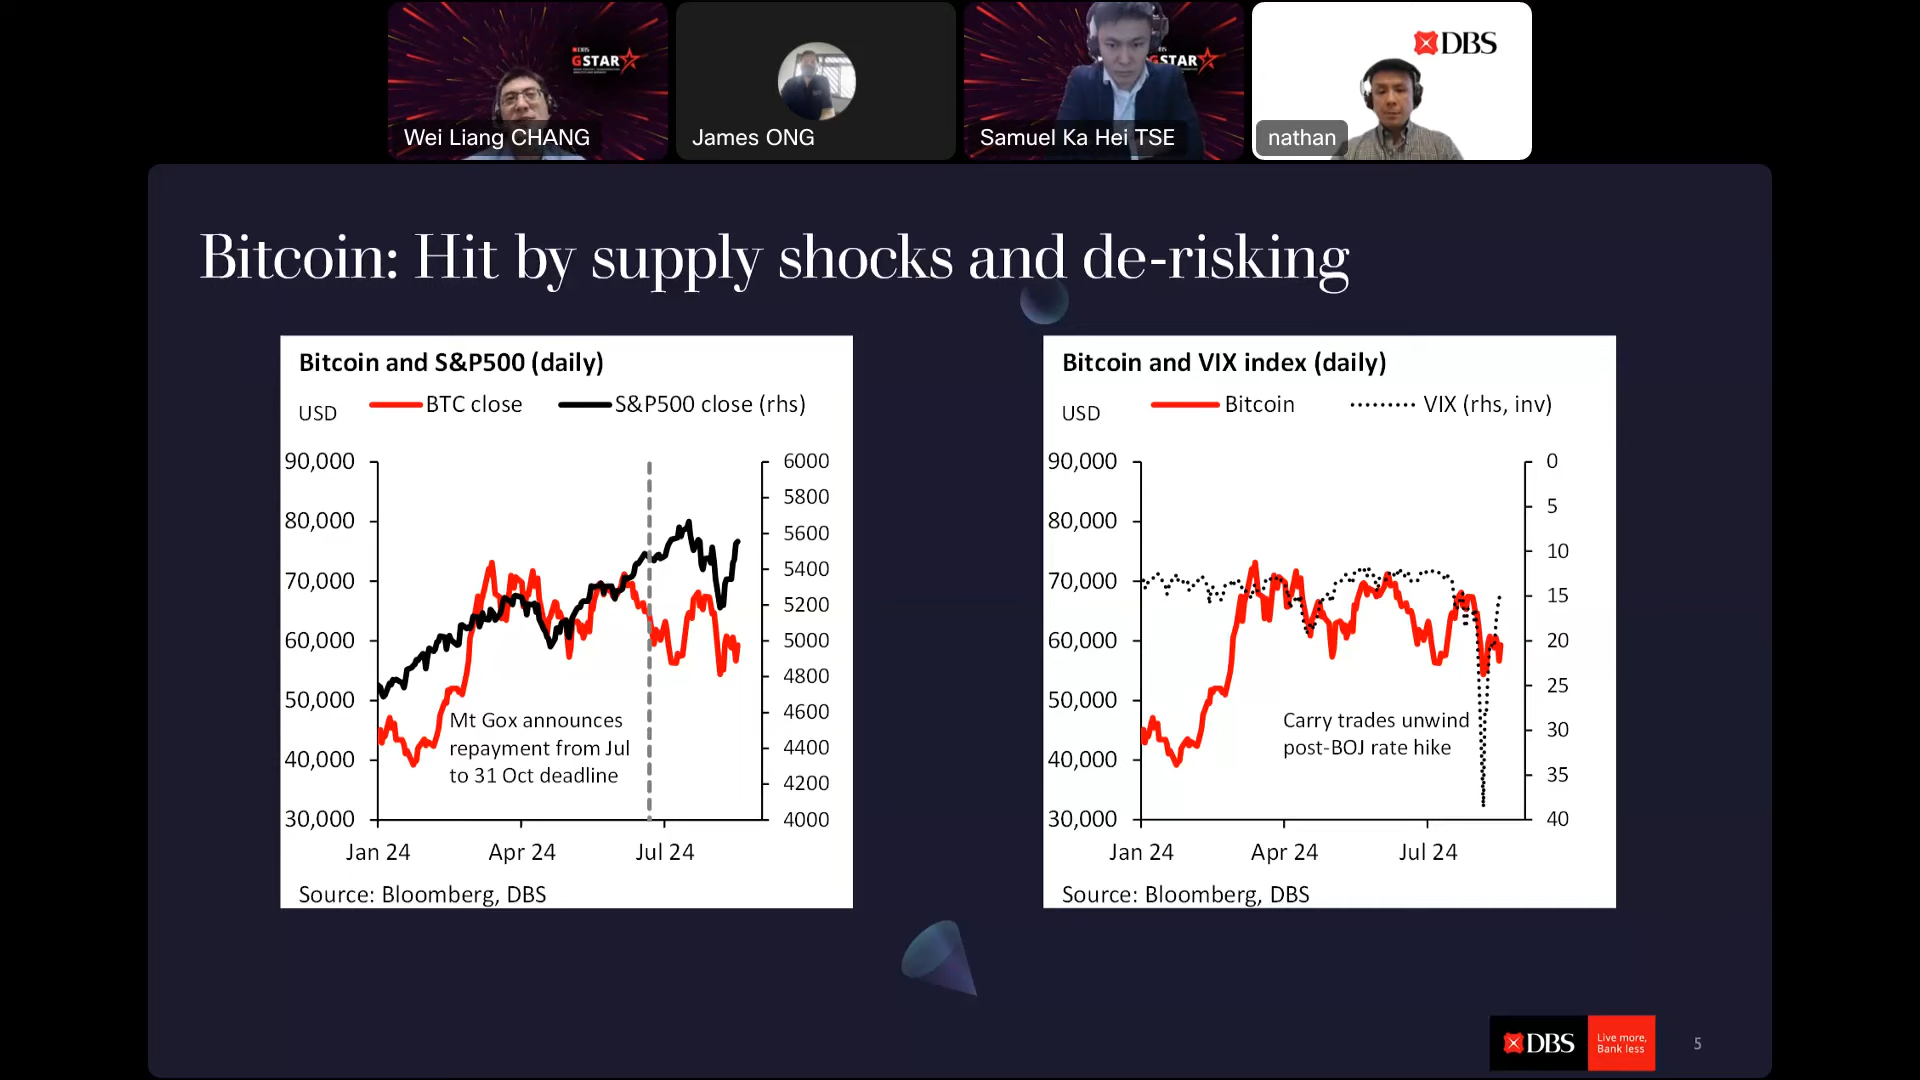 DBS
GSTAR
Wei Liang CHANG
James ONG
GSTAR
Samuel Ka Hei TSE
DBS
nathan
Bitcoin: Hit by supply shocks and de-risking
Bitcoin and S&P500 (daily)
USD
BTC close
S&P500 close (rhs)
90,000
80,000
70,000
60,000
50,000
40,000
30,000
6000
5800
5600
5400
5200
5000
4800
4600
4400
4200
4000
Mt Gox announces
repayment from Jul
to 31 Oct deadline
Jan 24
Apr 24
Jul 24
Source: Bloomberg, DBS
Bitcoin and VIX index (daily)
USD
Bitcoin
VIX (rhs, inv)
90,000
80,000
70,000
60,000
50,000
40,000
30,000
0
5
10
15
20
25
30
35
40
Carry trades unwind
post-BOJ rate hike
Jan 24
Apr 24
Jul 24
Source: Bloomberg, DBS
DBS
Live more,
Bank less
5